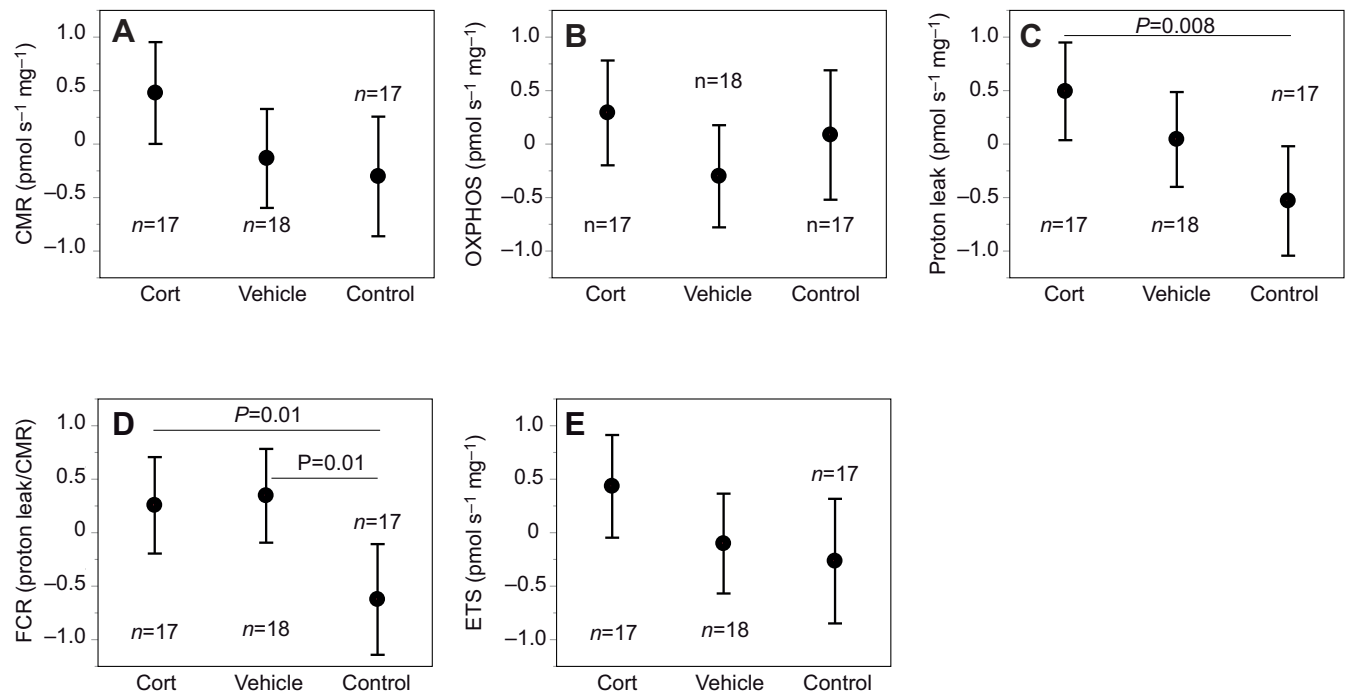 A
CMR (pmol s–1 mg–1)
1.0
0.5
0
–0.5
–1.0
n=17
n=18
n=17
Cort Vehicle Control
B
OXPHOS (pmol s–1 mg–1)
1.0
0.5
0
–0.5
–1.0
n=18
n=17
n=17
Cort Vehicle Control
C
Proton leak (pmol s–1 mg–1)
1.0
0.5
0
–0.5
–1.0
P=0.008
n=17
n=17
n=18
Cort Vehicle Control
D
FCR (proton leak/CMR)
1.0
0.5
0
–0.5
–1.0
P=0.01
P=0.01
n=17
n=17
n=18
Cort Vehicle Control
E
ETS (pmol s–1 mg–1)
1.0
0.5
0
–0.5
–1.0
n=17
n=17
n=18
Cort Vehicle Control